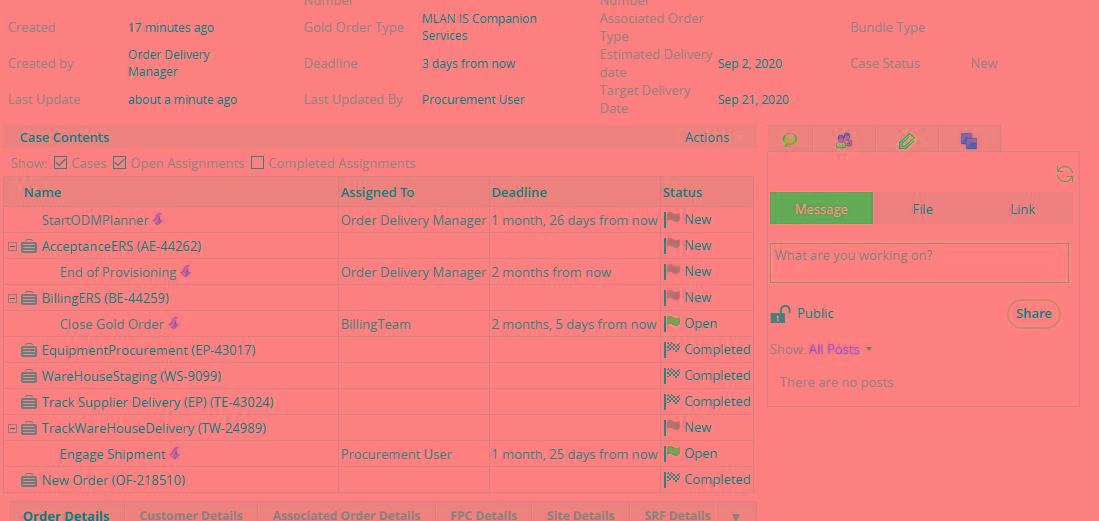 Number Number
Created 17 minutes ago Gold Order Type MLAN IS Companion Services Associated Order Type Bundle Type
Created by Order Delivery Manager Deadline 3 days from now Estimated Delivery date Sep 2, 2020 Case Status New
Last Update about a minute ago Last Updated By Procurement User Target Delivery Date Sep 21, 2020
Case Contents Actions
Show: Cases Open Assignments Completed Assignments
Name Assigned To Deadline Status
StartODMPlanner Order Delivery Manager 1 month, 26 days from now New
AcceptanceERS (AE-44262) New
End of Provisioning Order Delivery Manager 2 months from now New
BillingERS (BE-44259) New
Close Gold Order BillingTeam 2 months, 5 days from now Open
EquipmentProcurement (EP-43017) Completed
WareHouseStaging (WS-9099) Completed
Track Supplier Delivery (EP) (TE-43024) Completed
TrackWareHouseDelivery (TW-24989) New
Engage Shipment Procurement User 1 month, 25 days from now Open
New Order (OF-218510) Completed
Message File Link
What are you working on?
Public Share
Show: All Posts
There are no posts
Order Details Customer Details Associated Order Details FPC Details Site Details SRF Details